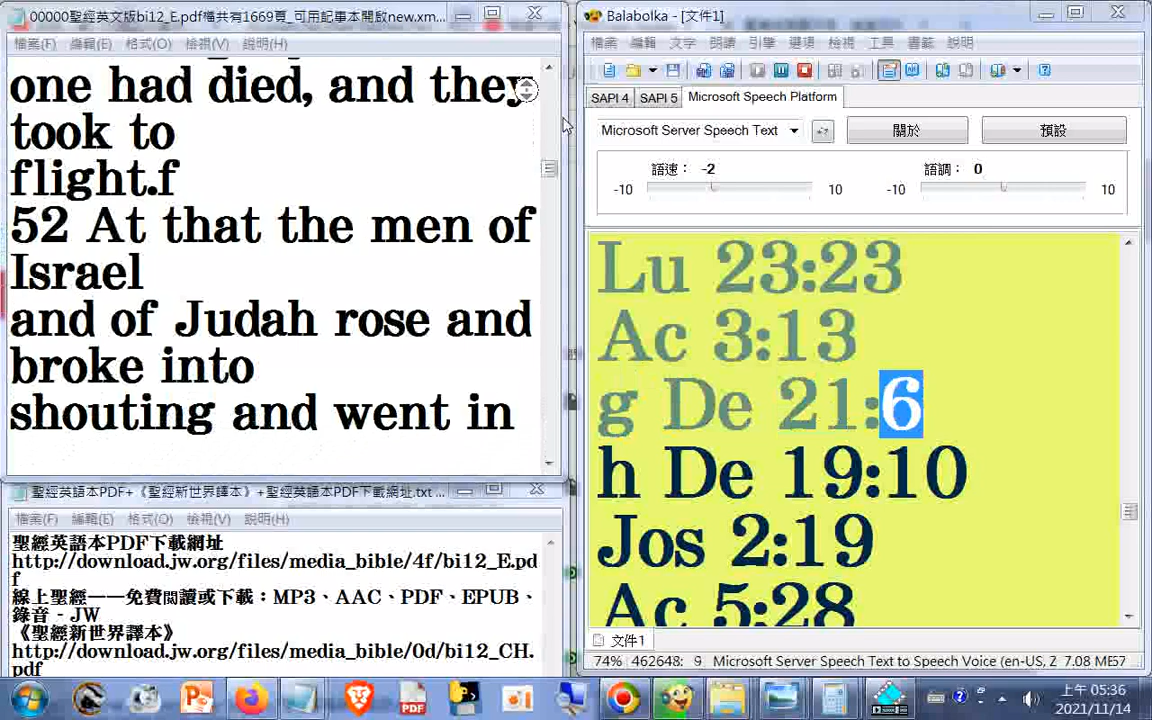 00000聖經英文版bi12_E.pdf檔共有1669頁_可用記事本開啟new.xm...
檔案(F) 編輯(E) 格式(O) 檢視(V) 說明(H)
one had died, and they
took to
flight.f
52 At that the men of
Israel
and of Judah rose and
broke into
shouting and went in
聖經英語本PDF+《聖經新世界譯本》+聖經英語本PDF下載網址.txt ...
檔案(F) 編輯(E) 格式(O) 檢視(V) 說明(H)
聖經英語本PDF下載網址
http://download.jw.org/files/media_bible/4f/bi12_E.pd
f
線上聖經——免費閱讀或下載：MP3、AAC、PDF、EPUB、
錄音 - JW
《聖經新世界譯本》
http://download.jw.org/files/media_bible/0d/bi12_CH.
pdf
Balabolka - [文件1]
檔案 編輯 文字 朗讀 引擎 選項 檢視 工具 書籤 說明
SAPI 4 SAPI 5 Microsoft Speech Platform
Microsoft Server Speech Text 關於 預設
語速： -2 語調： 0
-10 10 -10 10
Lu 23:23
Ac 3:13
g De 21:6
h De 19:10
Jos 2:19
Ac 5:28
文件1
74% 462648: 9 Microsoft Server Speech Text to Speech Voice (en-US, 2 7.08 ME57
上午 05:36
2021/11/14